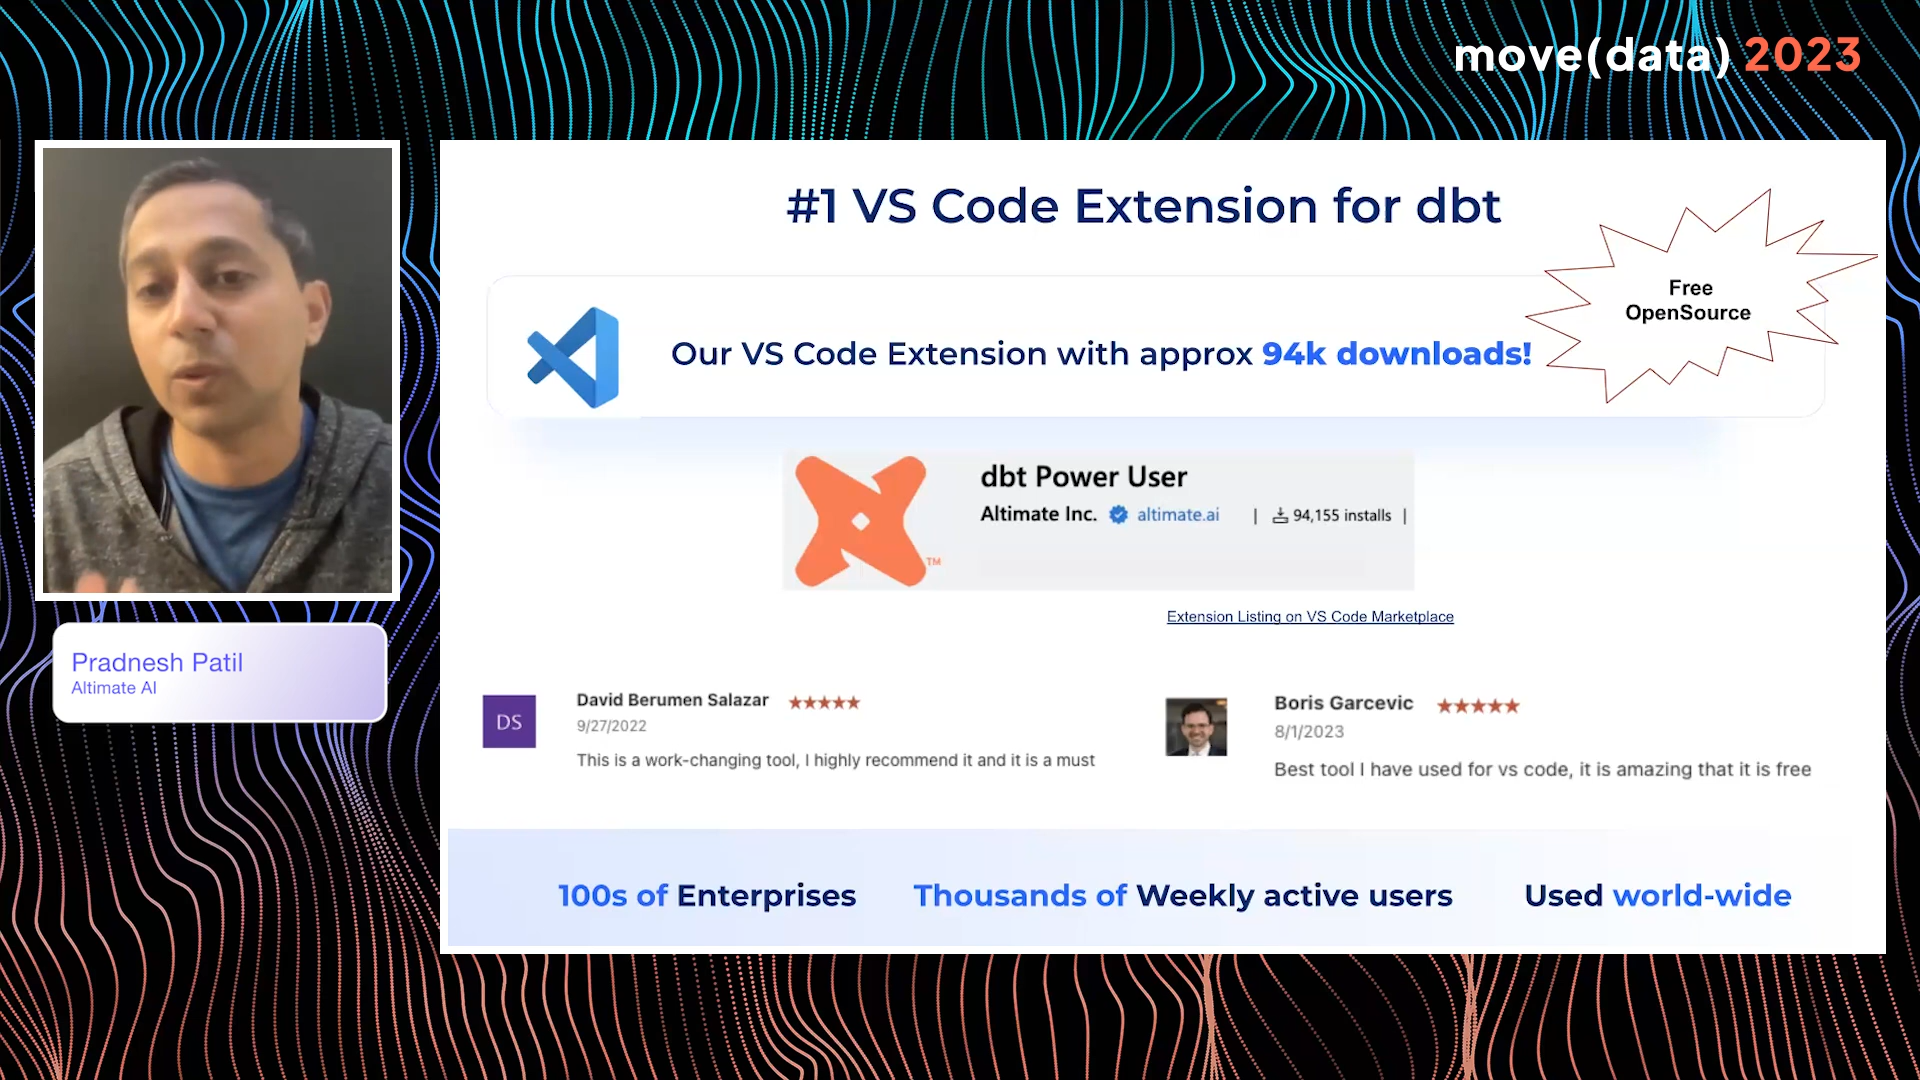 move(data) 2023
#1 VS Code Extension for dbt
Free
OpenSource
Our VS Code Extension with approx 94k downloads!
dbt Power User
Altimate Inc. altimate.ai | 94,155 installs |
TM
Extension Listing on VS Code Marketplace
Pradnesh Patil
Altimate AI
DS
David Berumen Salazar
9/27/2022
This is a work-changing tool, I highly recommend it and it is a must
Boris Garcevic
8/1/2023
Best tool I have used for vs code, it is amazing that it is free
100s of Enterprises
Thousands of Weekly active users
Used world-wide